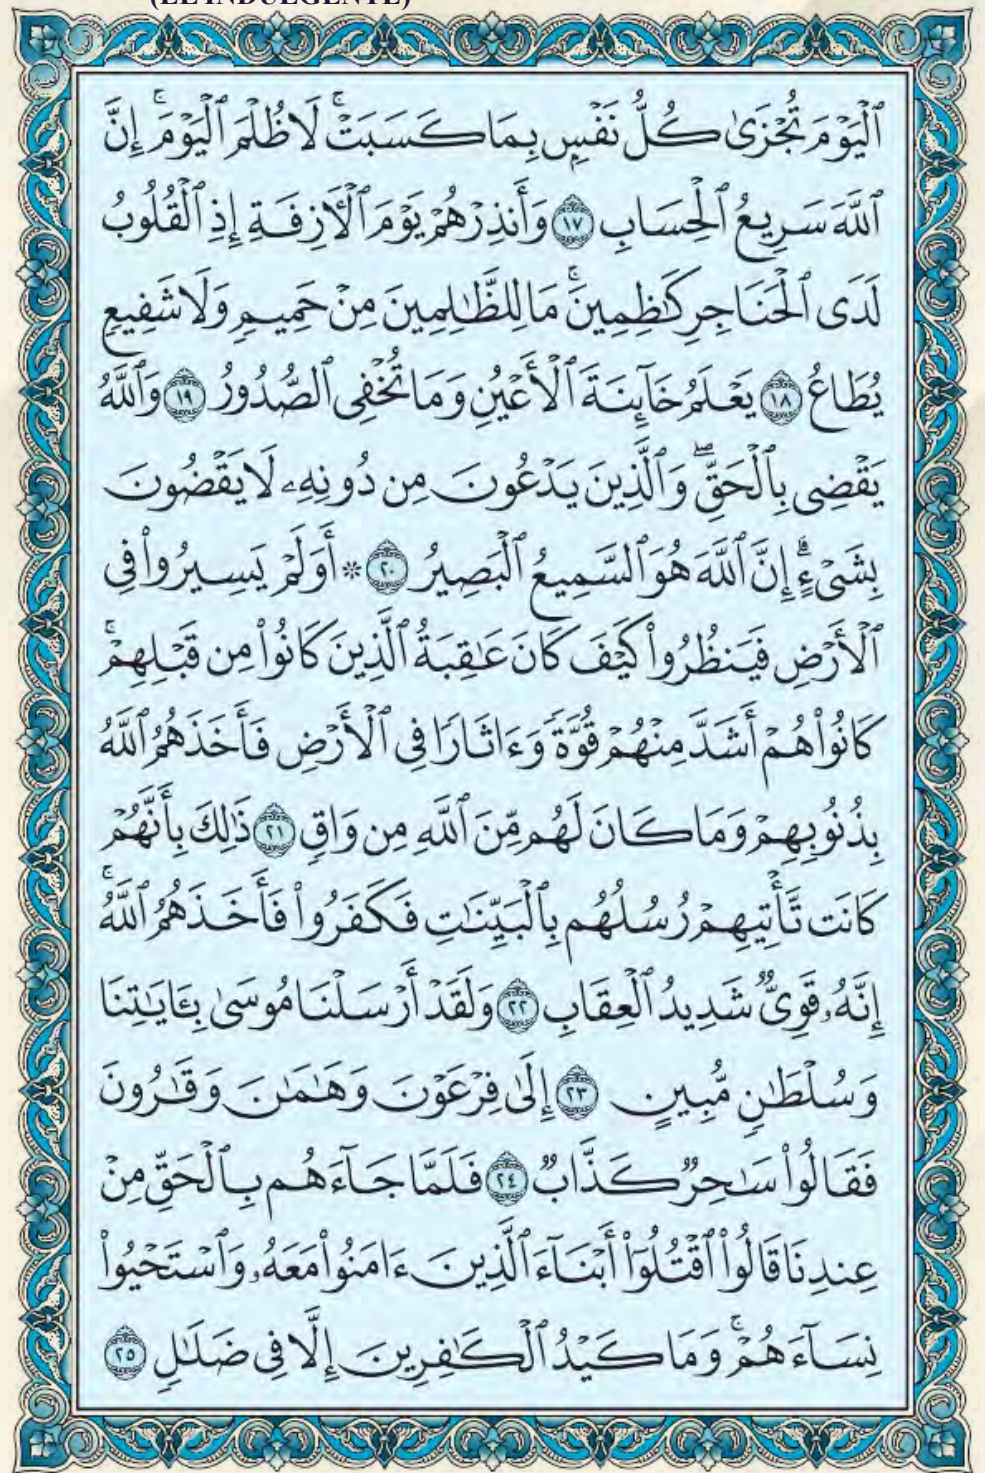 (EL INDULGENTE)
ٱلۡيَوۡمَ تُجۡزَىٰ كُلُّ نَفۡسِۭ بِمَا كَسَبَتۡۚ لَا ظُلۡمَ ٱلۡيَوۡمَۚ إِنَّ
ٱللَّهَ سَرِيعُ ٱلۡحِسَابِ ١٧ وَأَنذِرۡهُمۡ يَوۡمَ ٱلۡأٓزِفَةِ إِذِ ٱلۡقُلُوبُ
لَدَى ٱلۡحَنَاجِرِ كَٰظِمِينَۚ مَا لِلظَّٰلِمِينَ مِنۡ حَمِيمٖ وَلَا شَفِيعٖ
يُطَاعُ ١٨ يَعۡلَمُ خَآئِنَةَ ٱلۡأَعۡيُنِ وَمَا تُخۡفِي ٱلصُّدُورُ ١٩ وَٱللَّهُ
يَقۡضِي بِٱلۡحَقِّۖ وَٱلَّذِينَ يَدۡعُونَ مِن دُونِهِۦ لَا يَقۡضُونَ
بِشَيۡءٍۗ إِنَّ ٱللَّهَ هُوَ ٱلسَّمِيعُ ٱلۡبَصِيرُ ٢٠ * أَوَلَمۡ يَسِيرُواْ فِي
ٱلۡأَرۡضِ فَيَنظُرُواْ كَيۡفَ كَانَ عَٰقِبَةُ ٱلَّذِينَ كَانُواْ مِن قَبۡلِهِمۡۚ
كَانُواْ هُمۡ أَشَدَّ مِنۡهُمۡ قُوَّةٗ وَءَاثَارٗا فِي ٱلۡأَرۡضِ فَأَخَذَهُمُ ٱللَّهُ
بِذُنُوبِهِمۡ وَمَا كَانَ لَهُم مِّنَ ٱللَّهِ مِن وَاقٖ ٢١ ذَٰلِكَ بِأَنَّهُمۡ
كَانَت تَّأۡتِيهِمۡ رُسُلُهُم بِٱلۡبَيِّنَٰتِ فَكَفَرُواْ فَأَخَذَهُمُ ٱللَّهُۚ
إِنَّهُۥ قَوِيّٞ شَدِيدُ ٱلۡعِقَابِ ٢٢ وَلَقَدۡ أَرۡسَلۡنَا مُوسَىٰ بِـَٔايَٰتِنَا
وَسُلۡطَٰنٖ مُّبِينٍ ٢٣ إِلَىٰ فِرۡعَوۡنَ وَهَٰمَٰنَ وَقَٰرُونَ
فَقَالُواْ سَٰحِرٞ كَذَّابٞ ٢٤ فَلَمَّا جَآءَهُم بِٱلۡحَقِّ مِنۡ
عِندِنَا قَالُواْ ٱقۡتُلُوٓاْ أَبۡنَآءَ ٱلَّذِينَ ءَامَنُواْ مَعَهُۥ وَٱسۡتَحۡيُواْ
نِسَآءَهُمۡۚ وَمَا كَيۡدُ ٱلۡكَٰفِرِينَ إِلَّا فِي ضَلَٰلٖ ٢٥